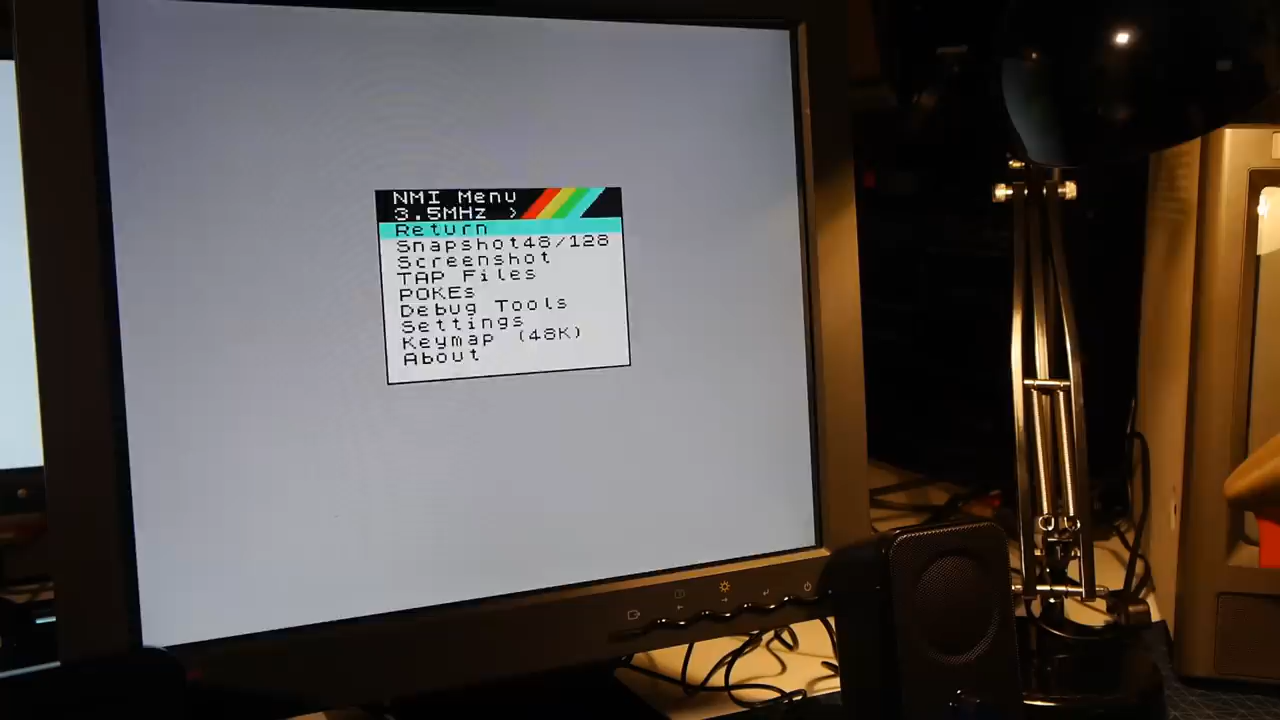 NMI Menu
3.5MHz >
Return
Snapshot48/128
Screenshot
TAP Files
POKEs
Debug Tools
Settings
Keymap (48K)
About